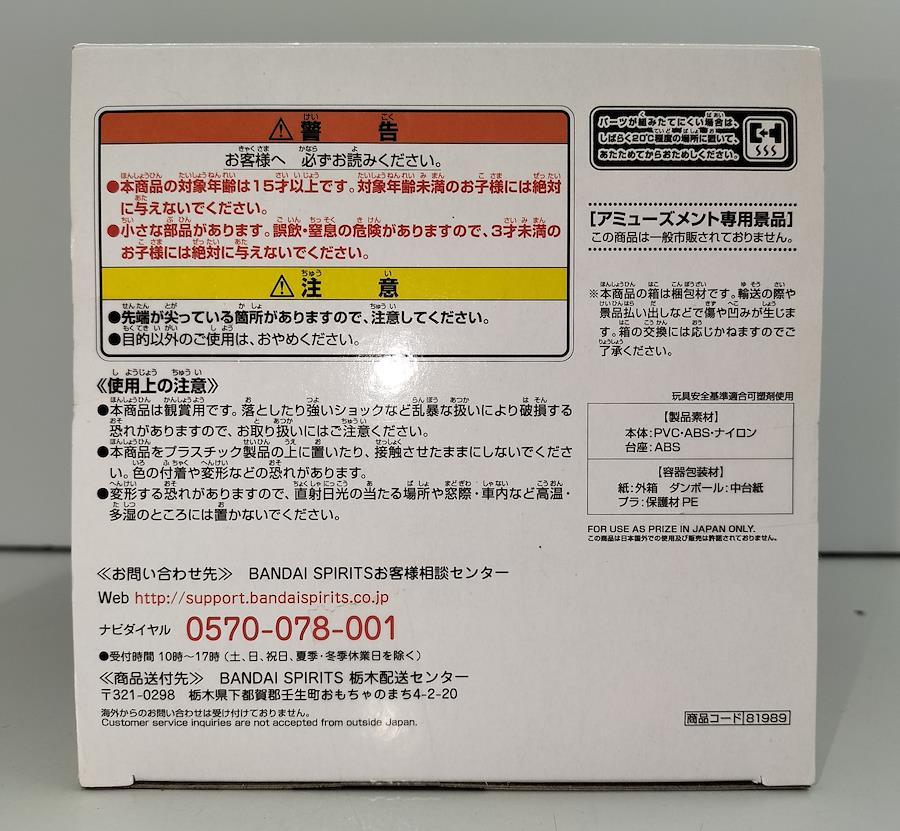 警告
お客様へ 必ずお読みください。
●本商品の対象年齢は15才以上です。対象年齢未満のお子様には絶対
に与えないでください。
●小さな部品があります。誤飲・窒息の危険がありますので、3才未満の
お子様には絶対に与えないでください。
注意
●先端が尖っている箇所がありますので、注意してください。
●目的以外のご使用は、おやめください。
《使用上の注意》
●本商品は観賞用です。落としたり強いショックなど乱暴な扱いにより破損する
恐れがありますので、お取り扱いにはご注意ください。
●本商品をプラスチック製品の上に置いたり、接触させたままにしないでくださ
い。色の付着や変形などの恐れがあります。
●変形する恐れがありますので、直射日光の当たる場所や窓際・車内など高温・
多湿のところには置かないでください。
≪お問い合わせ先≫ BANDAI SPIRITSお客様相談センター
Web http://support.bandaispirits.co.jp
ナビダイヤル 0570-078-001
●受付時間 10時〜17時 (土、日、祝日、夏季・冬季休業日を除く)
≪商品送付先≫ BANDAI SPIRITS 栃木配送センター
〒321-0298 栃木県下都賀郡壬生町おもちゃのまち4-2-20
海外からのお問い合わせは受け付けておりません。
Customer service inquiries are not accepted from outside Japan.
パーツが組みたてにくい場合は、
しばらく20℃程度の場所に置いて、
あたためてからおためしください。
[アミューズメント専用景品]
この商品は一般市販されておりません。
※本商品の箱は梱包材です。輸送の際や
景品払い出しなどで傷や凹みが生じま
す。箱の交換には応じかねますのでご
了承ください。
玩具安全基準適合可塑剤使用
【製品素材】
本体:PVC・ABS・ナイロン
台座:ABS
【容器包装材】
紙:外箱 ダンボール:中台紙
プラ:保護材PE
FOR USE AS PRIZE IN JAPAN ONLY.
この商品は日本国外での使用及び販売は許諾されておりません。
商品コード 81989